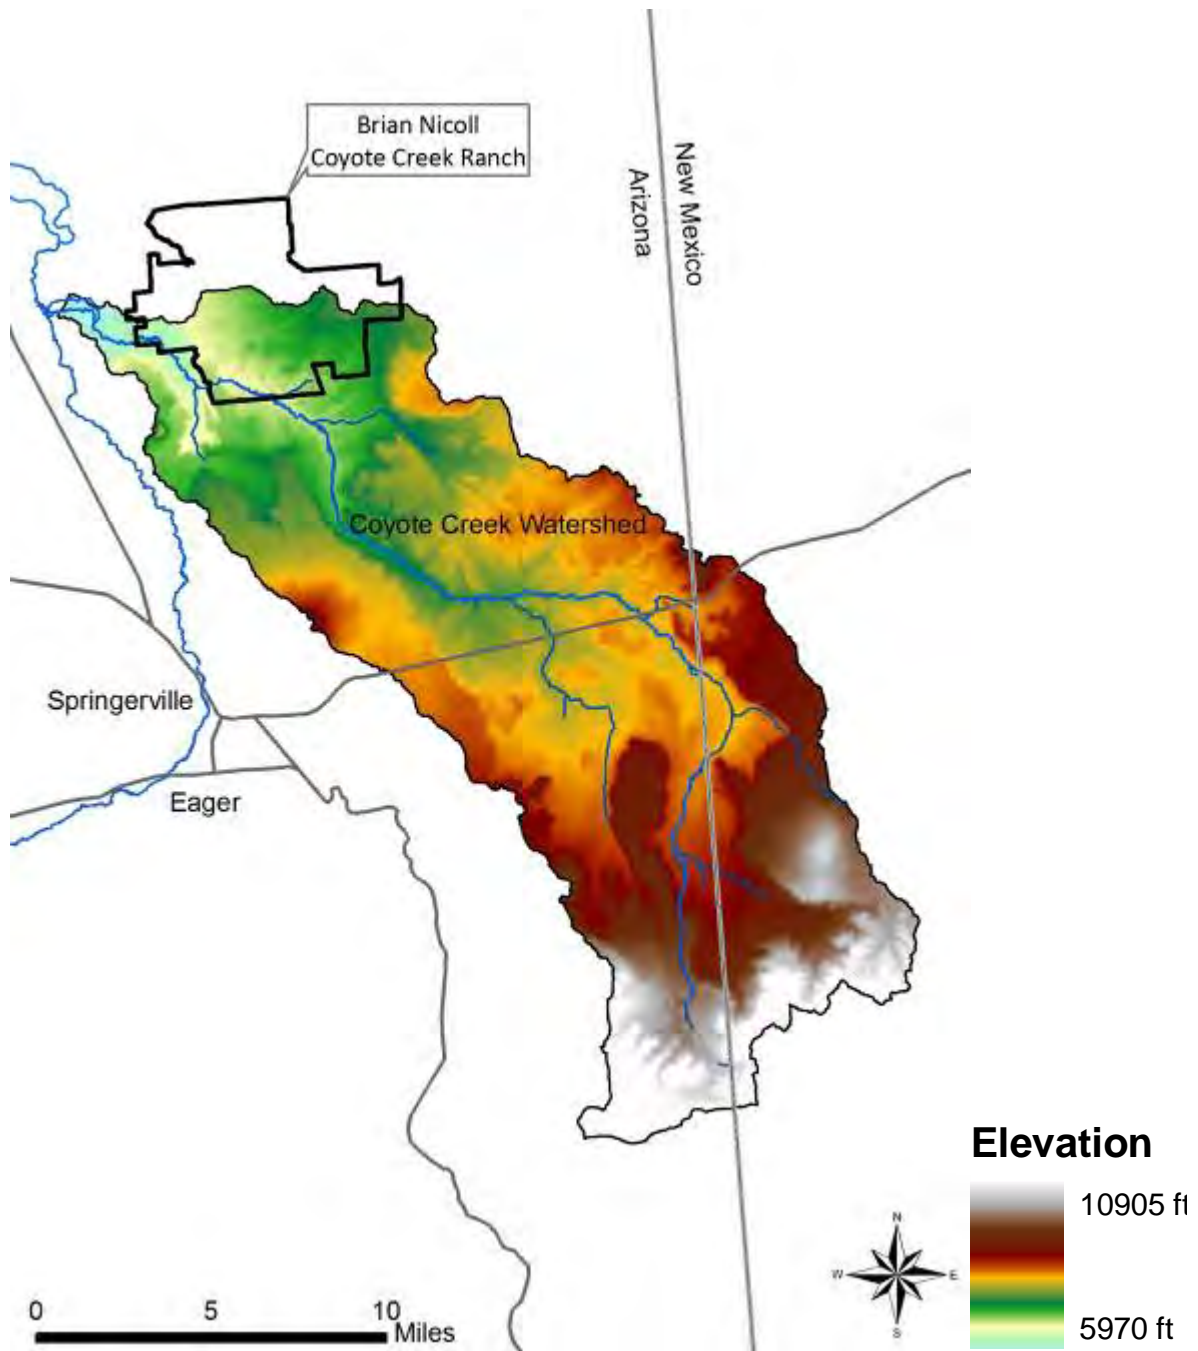 Brian Nicoll
Coyote Creek Ranch
New Mexico
Arizona
Coyote Creek Watershed
Springerville
Eager
Elevation
10905 ft
5970 ft
N
W E
S
0 5 10
Miles